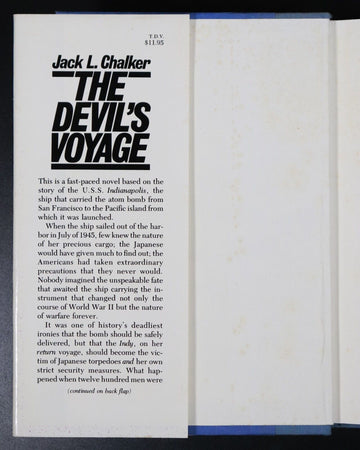 T.D.V.
$11.95
Jack L. Chalker
THE
DEVIL'S
VOYAGE
This is a fast-paced novel based on the
story of the U.S.S. Indianapolis, the
ship that carried the atom bomb from
San Francisco to the Pacific island from
which it was launched.
When the ship sailed out of the har-
bor in July of 1945, few knew the nature
of her precious cargo; the Japanese
would have given much to find out; the
Americans had taken extraordinary
precautions that they never would.
Nobody imagined the unspeakable fate
that awaited the ship carrying the in-
strument that changed not only the
course of World War II but the nature
of warfare forever.
It was one of history's deadliest
ironies that the bomb should be safely
delivered, but that the Indy, on her
return voyage, should become the vic-
tim of Japanese torpedoes and her own
strict security measures. What hap-
pened when twelve hundred men were
(continued on back flap)